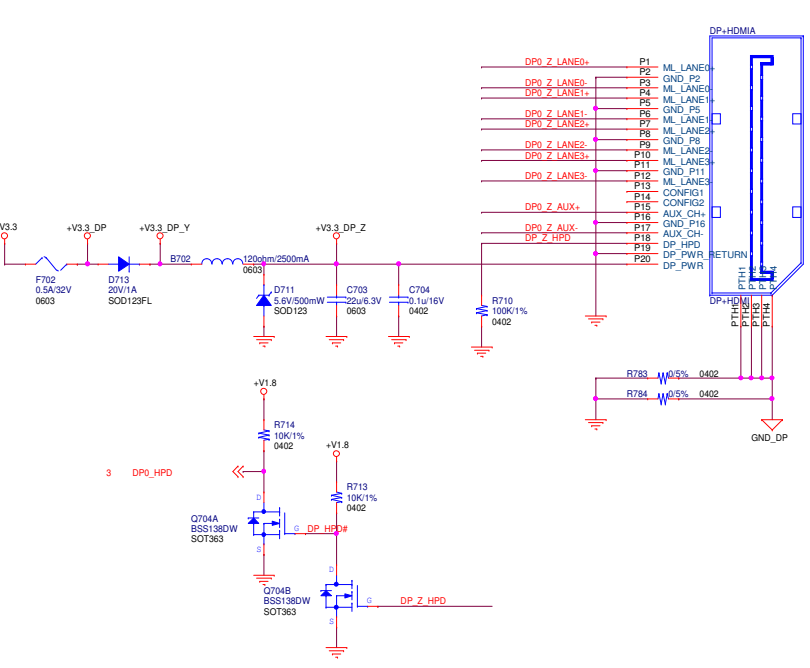 DP+HDMIA
DP0_Z_LANE0+ P1 ML_LANE0+
P2 GND_P2
DP0_Z_LANE0- P3 ML_LANE0-
DP0_Z_LANE1+ P4 ML_LANE1+
P5 GND_P5
DP0_Z_LANE1- P6 ML_LANE1-
DP0_Z_LANE2+ P7 ML_LANE2+
P8 GND_P8
DP0_Z_LANE2- P9 ML_LANE2-
DP0_Z_LANE3+ P10 ML_LANE3+
P11 GND_P11
DP0_Z_LANE3- P12 ML_LANE3-
P13 CONFIG1
P14 CONFIG2
DP0_Z_AUX+ P15 AUX_CH+
P16 GND_P16
DP0_Z_AUX- P17 AUX_CH-
DP_Z_HPD P18 DP_HPD
P19 DP_PWR_RETURN
P20 DP_PWR
PTH1
PTH2
PTH3
PTH4
DP+HDMI
PTH1
PTH2
PTH3
PTH4
V3.3
+V3.3_DP
+V3.3_DP_Y
+V3.3_DP_Z
F702
0.5A/32V
0603
D713
20V/1A
SOD123FL
B702
120ohm/2500mA
0603
D711
5.6V/500mW
SOD123
C703
22u/6.3V
0603
C704
0.1u/16V
0402
R710
100K/1%
0402
R783 0/5% 0402
R784 0/5% 0402
GND_DP
+V1.8
R714
10K/1%
0402
+V1.8
3 DP0_HPD
R713
10K/1%
0402
D
Q704A
BSS138DW
SOT363
G DP_HPD#
S
D
Q704B
BSS138DW
SOT363
G DP_Z_HPD
S